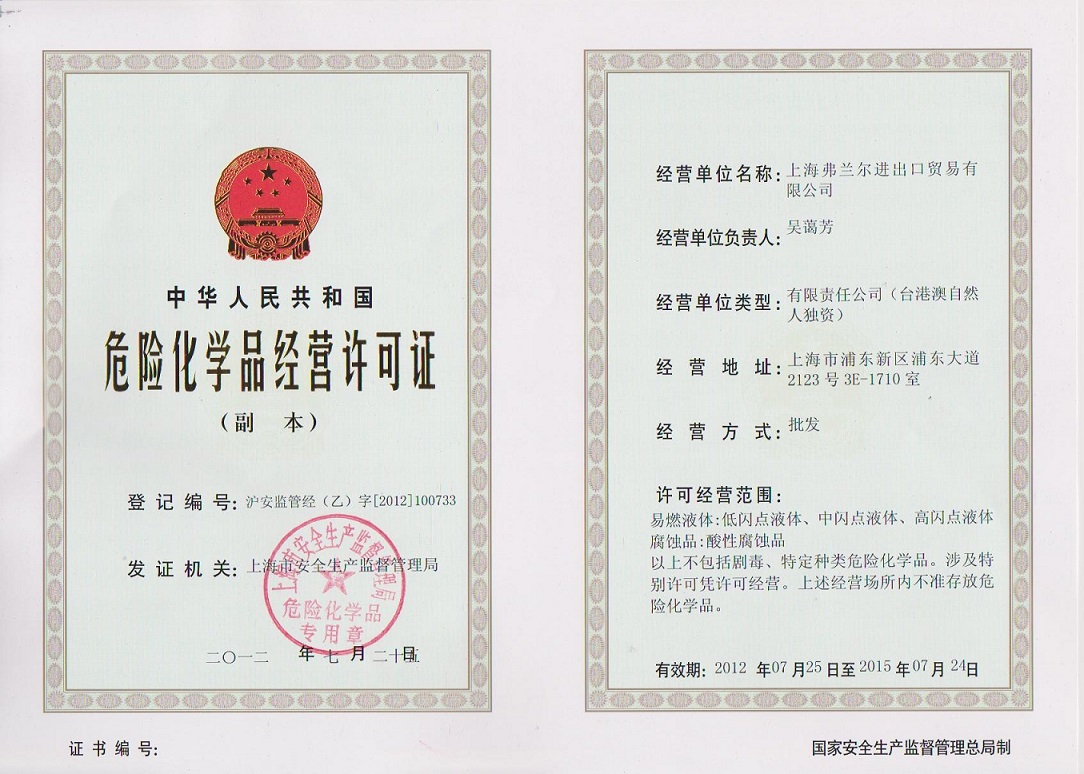 中华人民共和国
危险化学品经营许可证
（副 本）
登 记 编 号: 沪安监管经（乙）字[2012]100733
发 证 机 关: 上海市安全生产监督管理局
上海市安全生产监督管理局
危险化学品
专用章
二〇一二 年 七 月 二十五日
证 书 编 号:
经营单位名称: 上海弗兰尔进出口贸易有
限公司
经营单位负责人: 吴蔼芳
经营单位类型: 有限责任公司（台港澳自然
人独资）
经 营 地 址: 上海市浦东新区浦东大道
2123 号 3E-1710 室
经 营 方 式: 批发
许可经营范围:
易燃液体:低闪点液体、中闪点液体、高闪点液体
腐蚀品:酸性腐蚀品
以上不包括剧毒、特定种类危险化学品。涉及特
别许可凭许可经营。上述经营场所内不准存放危
险化学品。
有效期: 2012 年07 月25 日至 2015 年07 月 24日
国家安全生产监督管理总局制